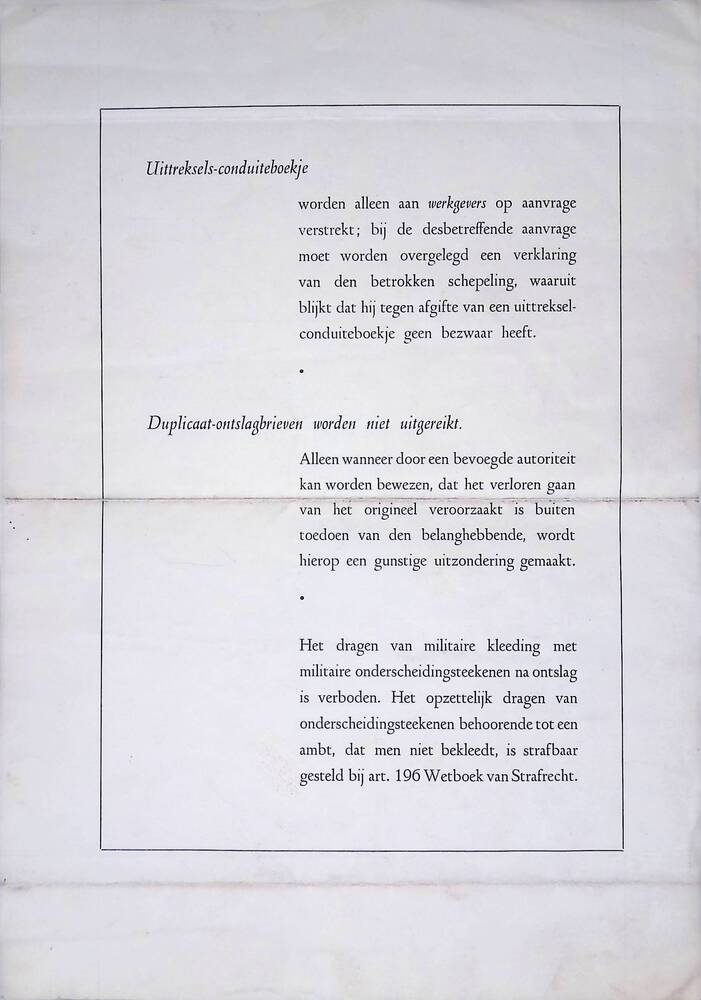 Uittreksels-conduiteboekje
worden alleen aan werkgevers op aanvrage
verstrekt; bij de desbetreffende aanvrage
moet worden overgelegd een verklaring
van den betrokken schepeling, waaruit
blijkt dat hij tegen afgifte van een uittreksel-
conduiteboekje geen bezwaar heeft.
•
Duplicaat-ontslagbrieven worden niet uitgereikt.
Alleen wanneer door een bevoegde autoriteit
kan worden bewezen, dat het verloren gaan
van het origineel veroorzaakt is buiten
toedoen van den belanghebbende, wordt
hierop een gunstige uitzondering gemaakt.
•
Het dragen van militaire kleeding met
militaire onderscheidingsteekenen na ontslag
is verboden. Het opzettelijk dragen van
onderscheidingsteekenen behoorende tot een
ambt, dat men niet bekleedt, is strafbaar
gesteld bij art. 196 Wetboek van Strafrecht.